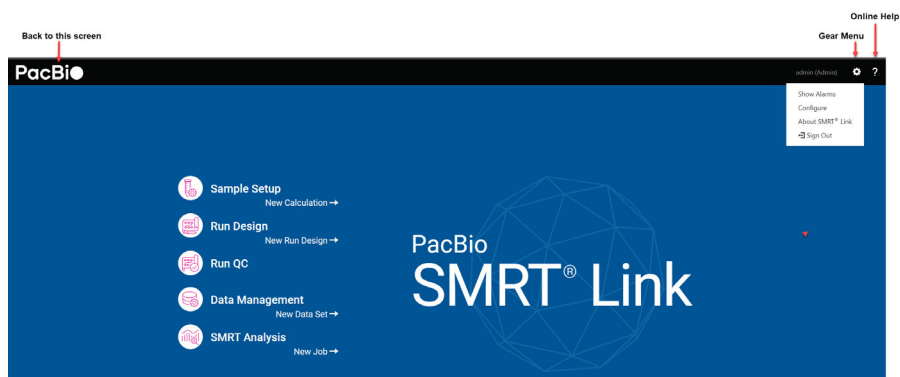 Online Help
Back to this screen
Gear Menu
PacBio
admin (Admin)
?
Show Alarms
Configure
About SMRT® Link
Sign Out
Sample Setup
New Calculation →
Run Design
New Run Design →
Run QC
Data Management
New Data Set →
SMRT Analysis
New Job →
PacBio
SMRT® Link